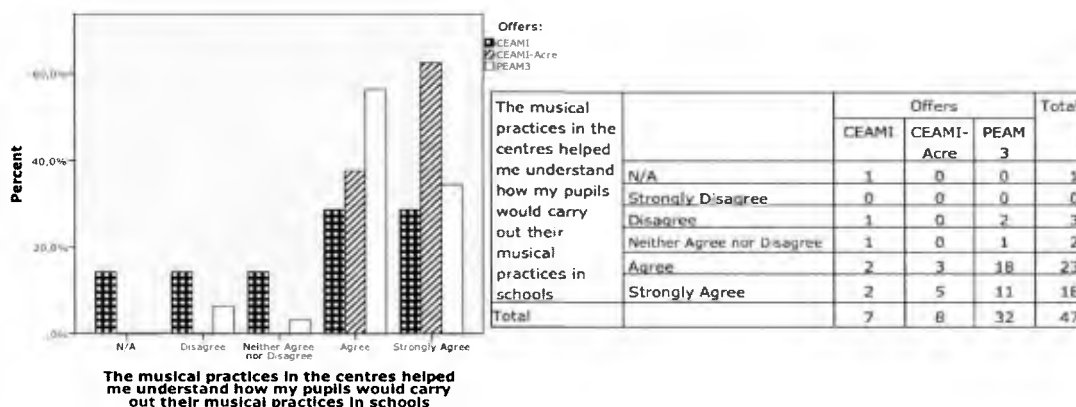 Offers:
CEAMI
CEAMI-Acre
PEAM3
Percent
60,0%
40,0%
20,0%
,0%
N/A
Disagree
Neither Agree
nor Disagree
Agree
Strongly Agree
The musical practices in the centres helped
me understand how my pupils would carry
out their musical practices in schools
The musical
practices in the
centres helped
me understand
how my pupils
would carry
out their
musical
practices in
schools
Offers Total
CEAMI CEAMI-Acre PEAM 3
N/A 1 0 0 1
Strongly Disagree 0 0 0 0
Disagree 1 0 2 3
Neither Agree nor Disagree 1 0 1 2
Agree 2 3 18 23
Strongly Agree 2 5 11 18
Total 7 8 32 47